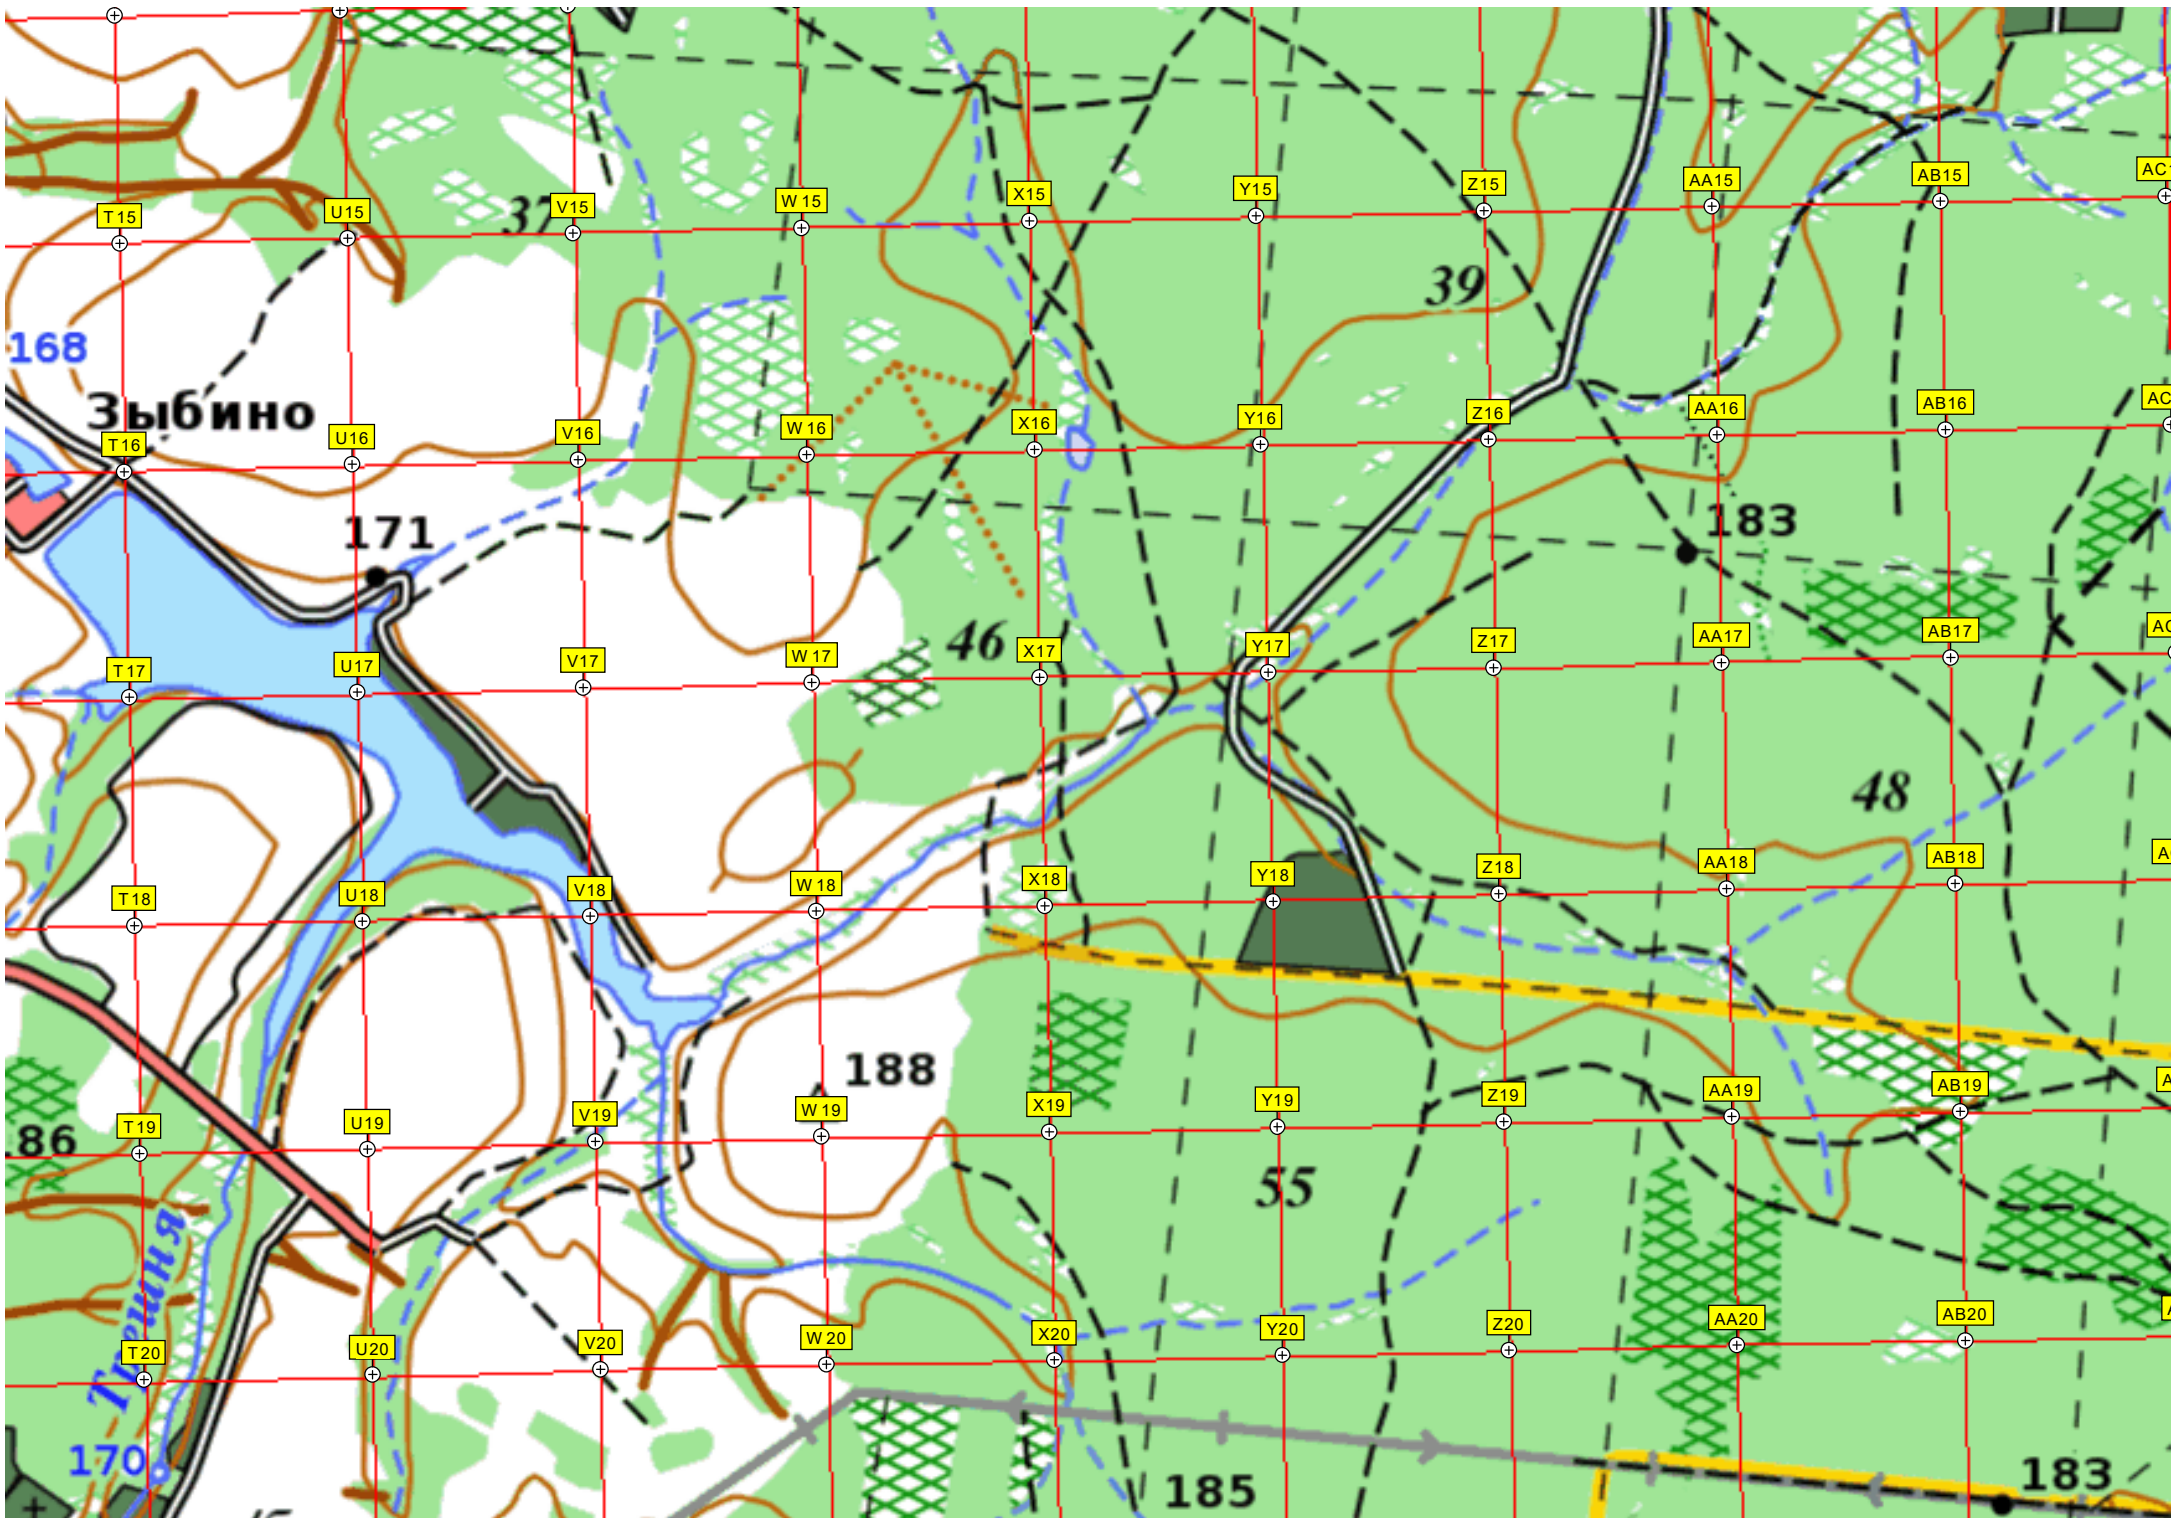 T15 U15 37 V15 W15 X15 Y15 Z15 AA15 AB15
168
39
Зыбино
T16 U16 V16 W16 X16 Y16 Z16 AA16 AB16
171
183
46
T17 U17 V17 W17 X17 Y17 Z17 AA17 AB17
48
T18 U18 V18 W18 X18 Y18 Z18 AA18 AB18
188
86
T19 U19 V19 W19 X19 Y19 Z19 AA19 AB19
55
T20 U20 V20 W20 X20 Y20 Z20 AA20 AB20
170
185
183